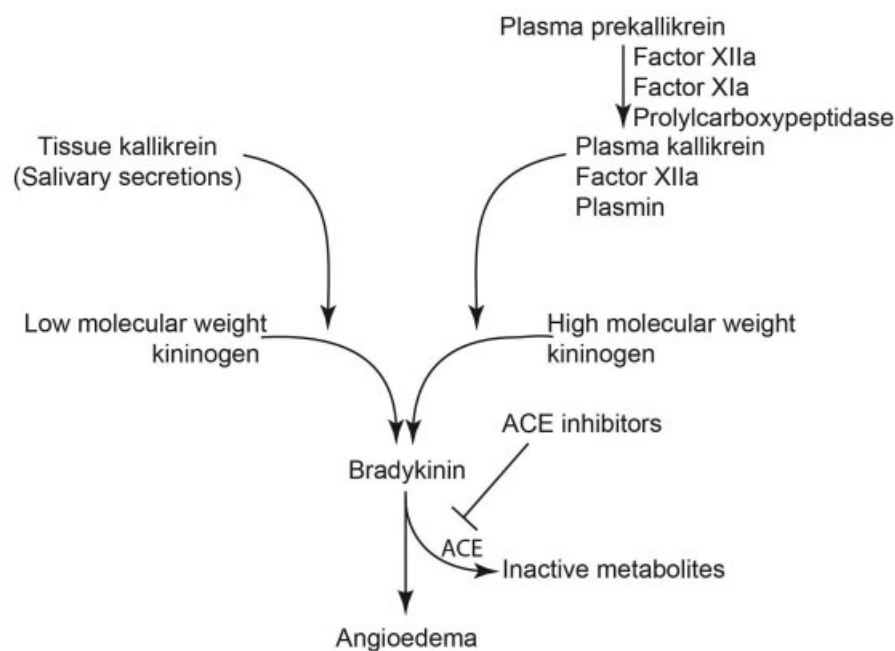 Plasma prekallikrein
Factor XIIa
Factor XIa
Prolylcarboxypeptidase
Tissue kallikrein
(Salivary secretions)
Plasma kallikrein
Factor XIIa
Plasmin
Low molecular weight
kininogen
High molecular weight
kininogen
ACE inhibitors
Bradykinin
ACE
Inactive metabolites
Angioedema